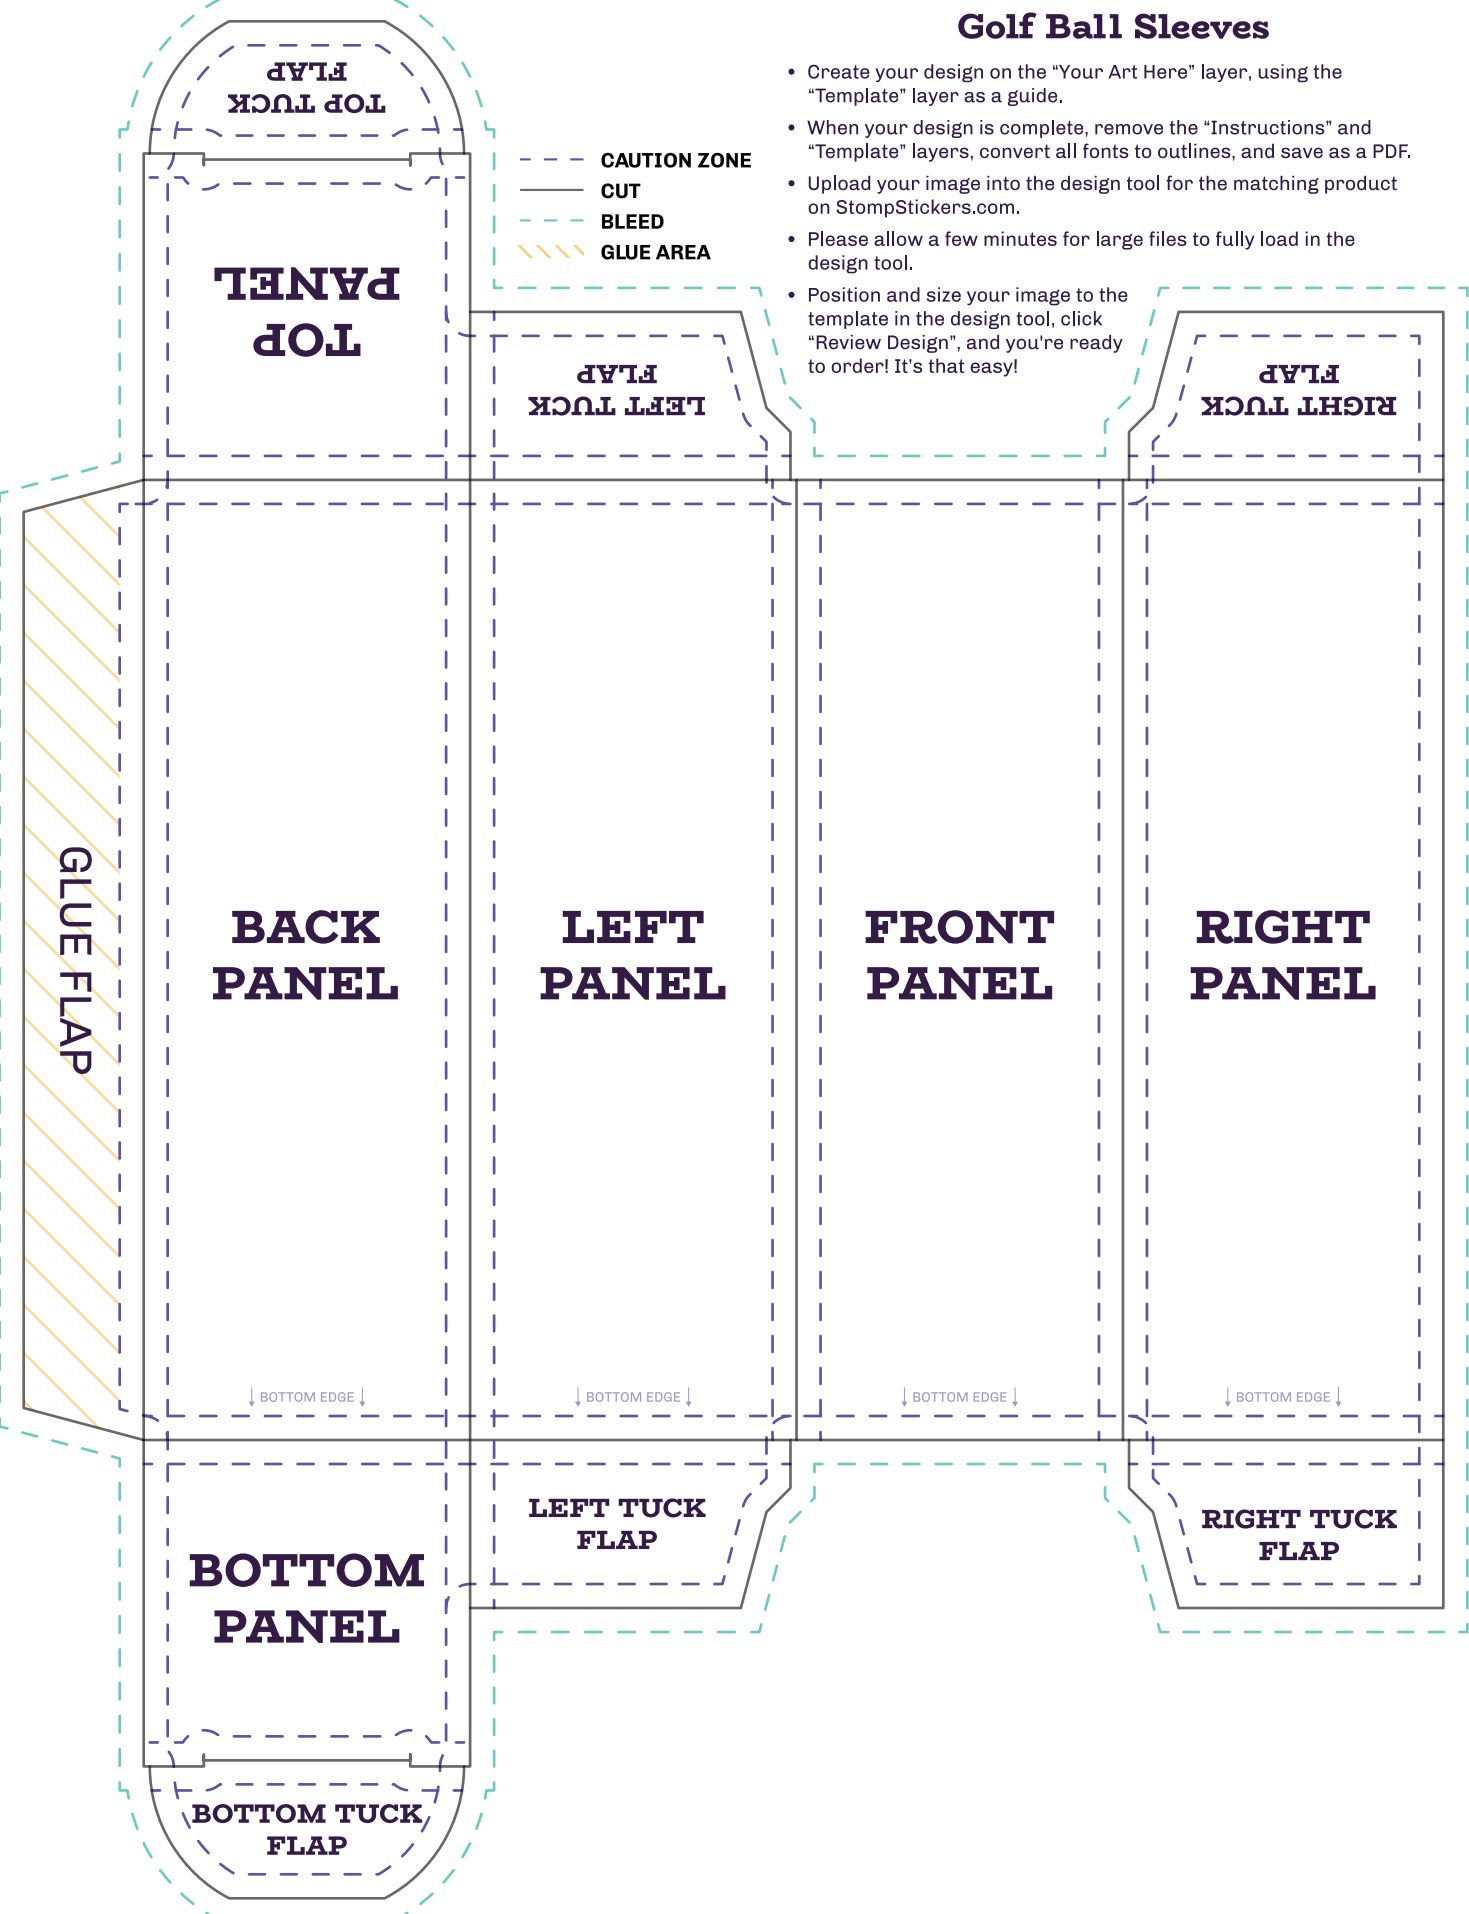 Golf Ball Sleeves
• Create your design on the “Your Art Here” layer, using the
“Template” layer as a guide.
• When your design is complete, remove the “Instructions” and
“Template” layers, convert all fonts to outlines, and save as a PDF.
• Upload your image into the design tool for the matching product
on StompStickers.com.
• Please allow a few minutes for large files to fully load in the
design tool.
• Position and size your image to the
template in the design tool, click
“Review Design”, and you're ready
to order! It’s that easy!
CAUTION ZONE
CUT
BLEED
GLUE AREA
TOP TUCK
FLAP
TOP
PANEL
LEFT TUCK
FLAP
RIGHT TUCK
FLAP
GLUE FLAP
BACK
PANEL
LEFT
PANEL
FRONT
PANEL
RIGHT
PANEL
BOTTOM EDGE
BOTTOM EDGE
BOTTOM EDGE
BOTTOM EDGE
LEFT TUCK
FLAP
RIGHT TUCK
FLAP
BOTTOM
PANEL
BOTTOM TUCK
FLAP